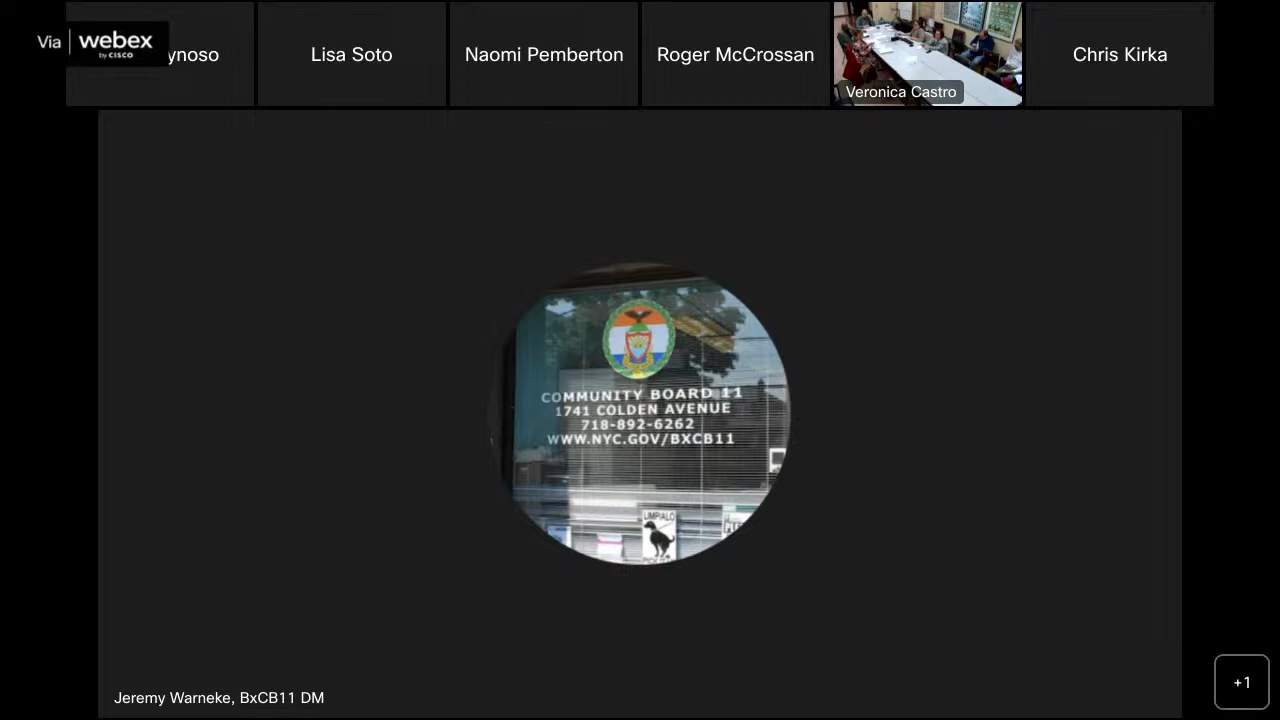 Via webex
by CISCO
ynoso
Lisa Soto
Naomi Pemberton
Roger McCrossan
Veronica Castro
Chris Kirka
COMMUNITY BOARD 11
1741 COLDEN AVENUE
718-892-6262
WWW.NYC.GOV/BXCB11
LIMPIALO
Jeremy Warneke, BxCB11 DM
+1